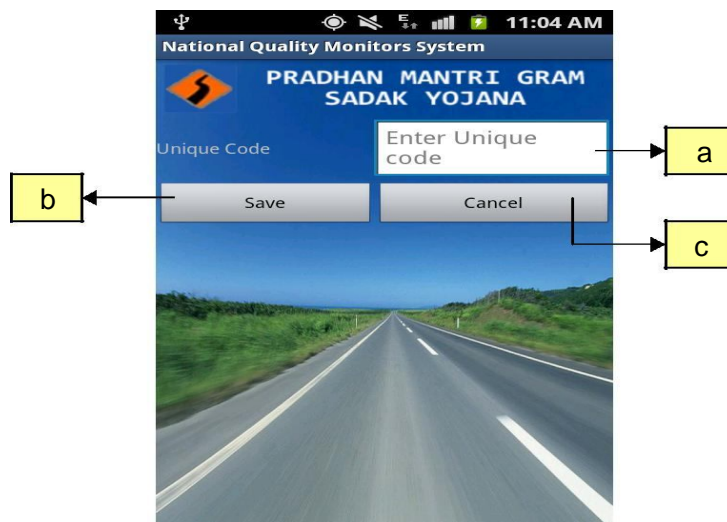 E 11:04 AM
National Quality Monitors System
PRADHAN MANTRI GRAM
SADAK YOJANA
Unique Code
Enter Unique
code
a
b
Save
Cancel
c